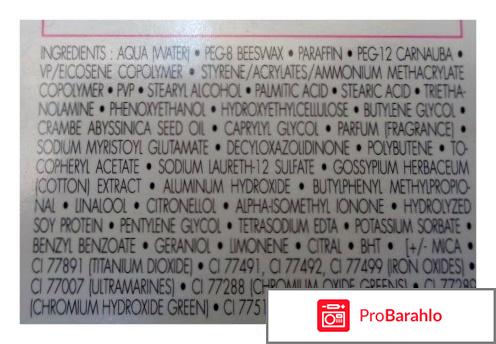 INGREDIENTS : AQUA (WATER) • PEG-8 BEESWAX • PARAFFIN • PEG-12 CARNAUBA •
VP/EICOSENE COPOLYMER • STYRENE/ACRYLATES/AMMONIUM METHACRYLATE
COPOLYMER • PVP • STEARYL ALCOHOL • PALMITIC ACID • STEARIC ACID • TRIETHA-
NOLAMINE • PHENOXYETHANOL • HYDROXYETHYLCELLULOSE • BUTYLENE GLYCOL •
CRAMBE ABYSSINICA SEED OIL • CAPRYLYL GLYCOL • PARFUM (FRAGRANCE) •
SODIUM MYRISTOYL GLUTAMATE • DECYLOXAZOLIDINONE • POLYBUTENE • TO-
COPHERYL ACETATE • SODIUM LAURETH-12 SULFATE • GOSSYPIUM HERBACEUM
(COTTON) EXTRACT • ALUMINUM HYDROXIDE • BUTYLPHENYL METHYLPROPIO-
NAL • LINALOOL • CITRONELLOL • ALPHA-ISOMETHYL IONONE • HYDROLYZED
SOY PROTEIN • PENTYLENE GLYCOL • TETRASODIUM EDTA • POTASSIUM SORBATE •
BENZYL BENZOATE • GERANIOL • LIMONENE • CITRAL • BHT • [+/- MICA •
CI 77891 (TITANIUM DIOXIDE) • CI 77491, CI 77492, CI 77499 (IRON OXIDES) •
CI 77007 (ULTRAMARINES) • CI 77288 (CHROMIUM OXIDE GREENS) • CI 77289
(CHROMIUM HYDROXIDE GREEN) • CI 7751
ProBarahlo